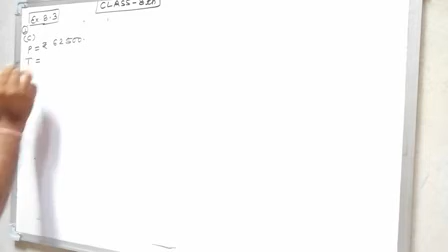 CLASS-8th
Ex 8.3
(C)
P = ₹ 62500.
T =